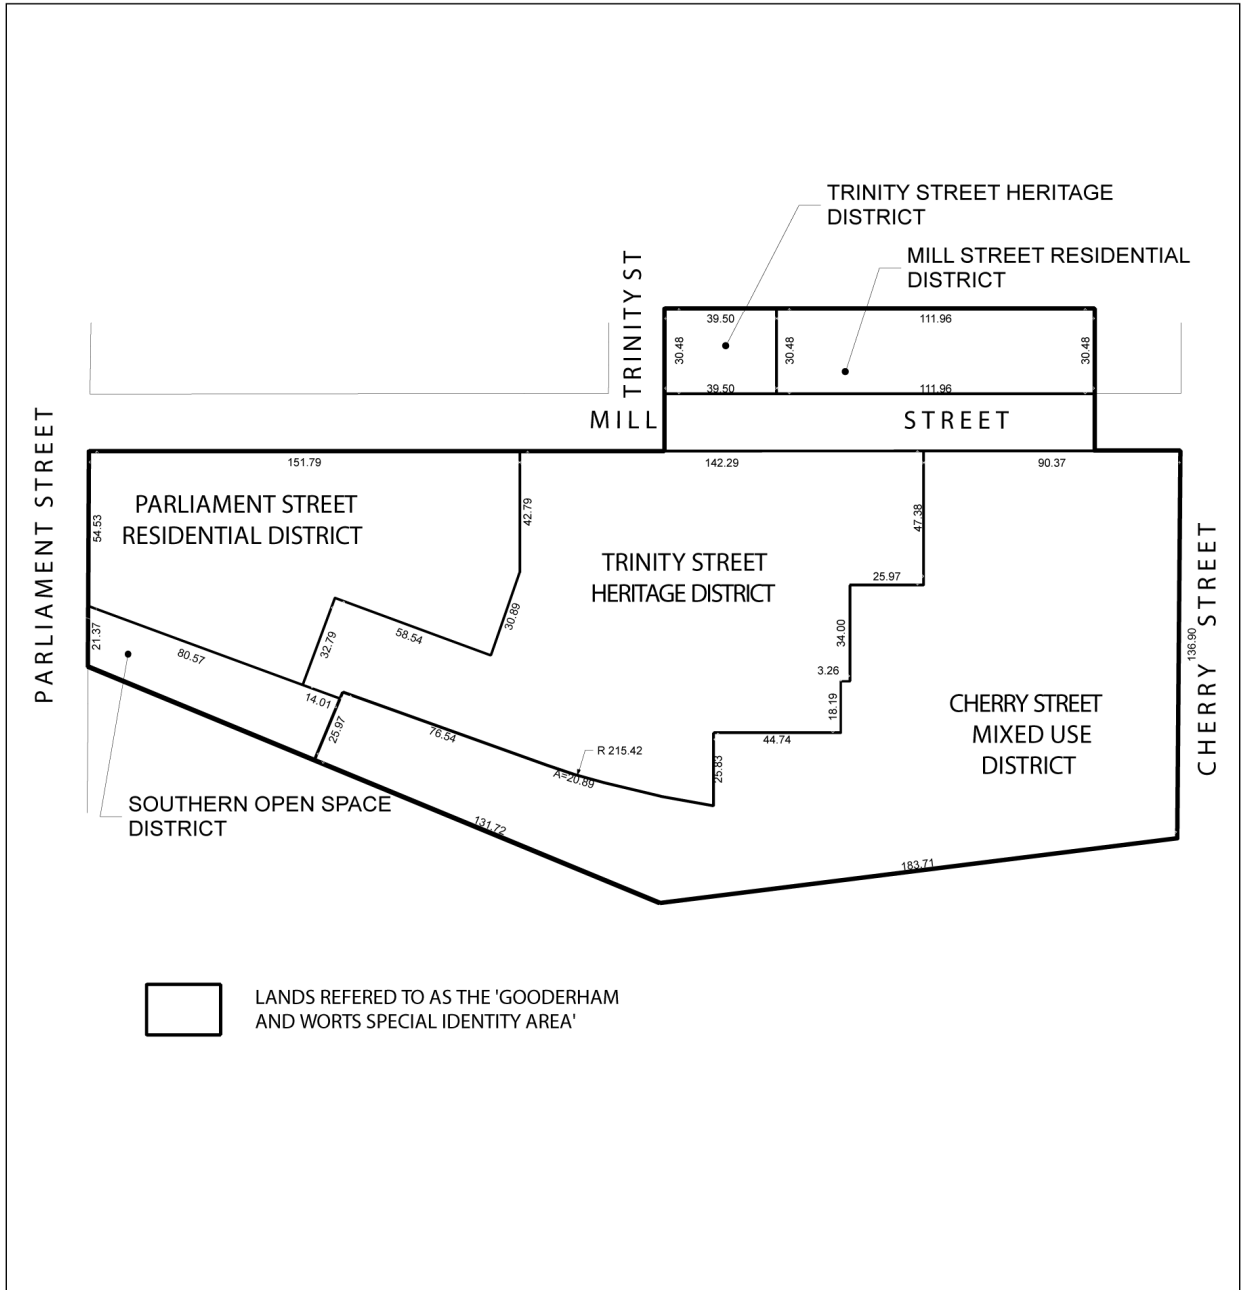 TRINITY STREET HERITAGE
DISTRICT
MILL STREET RESIDENTIAL
DISTRICT
TRINITY ST
39.50
111.96
30.48
30.48
30.48
39.50
111.96
MILL STREET
PARLIAMENT STREET
151.79
142.29
90.37
54.53
PARLIAMENT STREET
RESIDENTIAL DISTRICT
42.79
47.38
TRINITY STREET
HERITAGE DISTRICT
25.97
CHERRY STREET
136.90
21.37
80.57
32.79
58.54
30.89
34.00
3.26
18.19
14.01
25.97
76.54
R 215.42
A=20.89
44.74
25.83
CHERRY STREET
MIXED USE
DISTRICT
SOUTHERN OPEN SPACE
DISTRICT
131.72
183.71
LANDS REFERED TO AS THE 'GOODERHAM
AND WORTS SPECIAL IDENTITY AREA'